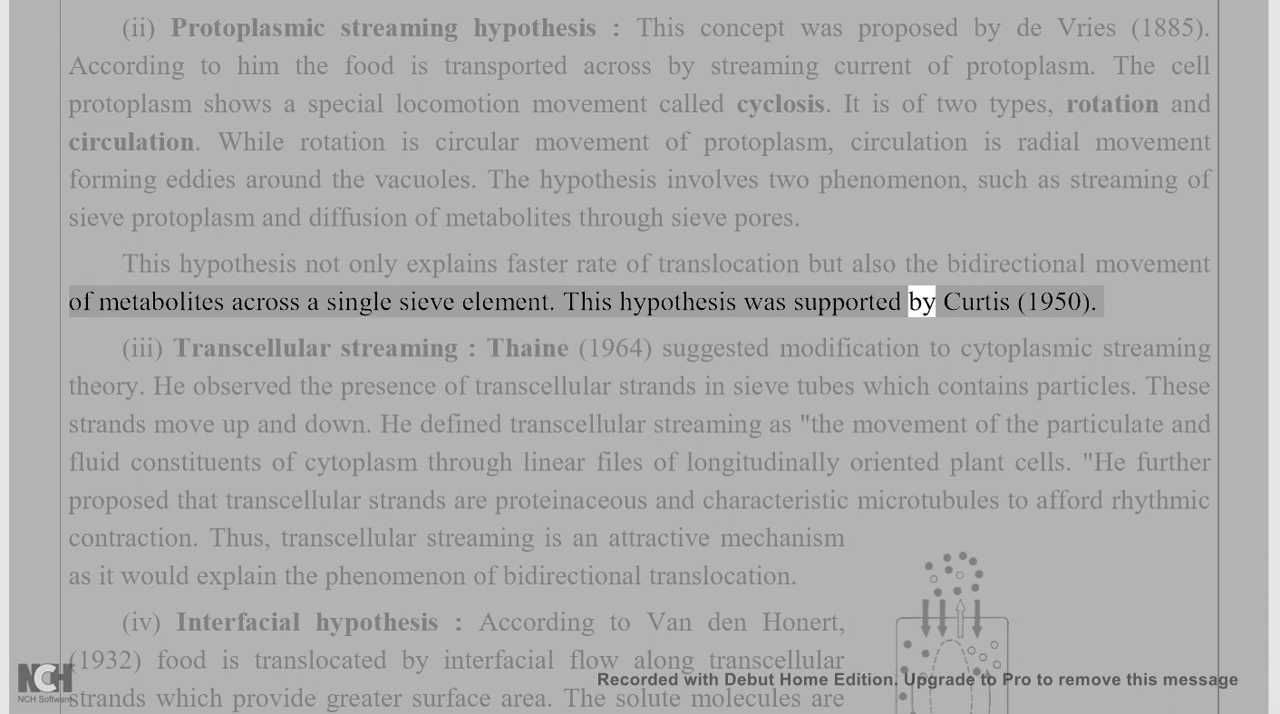 (ii) Protoplasmic streaming hypothesis : This concept was proposed by de Vries (1885).
According to him the food is transported across by streaming current of protoplasm. The cell
protoplasm shows a special locomotion movement called cyclosis. It is of two types, rotation and
circulation. While rotation is circular movement of protoplasm, circulation is radial movement
forming eddies around the vacuoles. The hypothesis involves two phenomenon, such as streaming of
sieve protoplasm and diffusion of metabolites through sieve pores.
This hypothesis not only explains faster rate of translocation but also the bidirectional movement
of metabolites across a single sieve element. This hypothesis was supported by Curtis (1950).
(iii) Transcellular streaming : Thaine (1964) suggested modification to cytoplasmic streaming
theory. He observed the presence of transcellular strands in sieve tubes which contains particles. These
strands move up and down. He defined transcellular streaming as "the movement of the particulate and
fluid constituents of cytoplasm through linear files of longitudinally oriented plant cells. "He further
proposed that transcellular strands are proteinaceous and characteristic microtubules to afford rhythmic
contraction. Thus, transcellular streaming is an attractive mechanism
as it would explain the phenomenon of bidirectional translocation.
(iv) Interfacial hypothesis : According to Van den Honert,
(1932) food is translocated by interfacial flow along transcellular
strands which provide greater surface area. The solute molecules are
NCH
NCH Software
Recorded with Debut Home Edition. Upgrade to Pro to remove this message